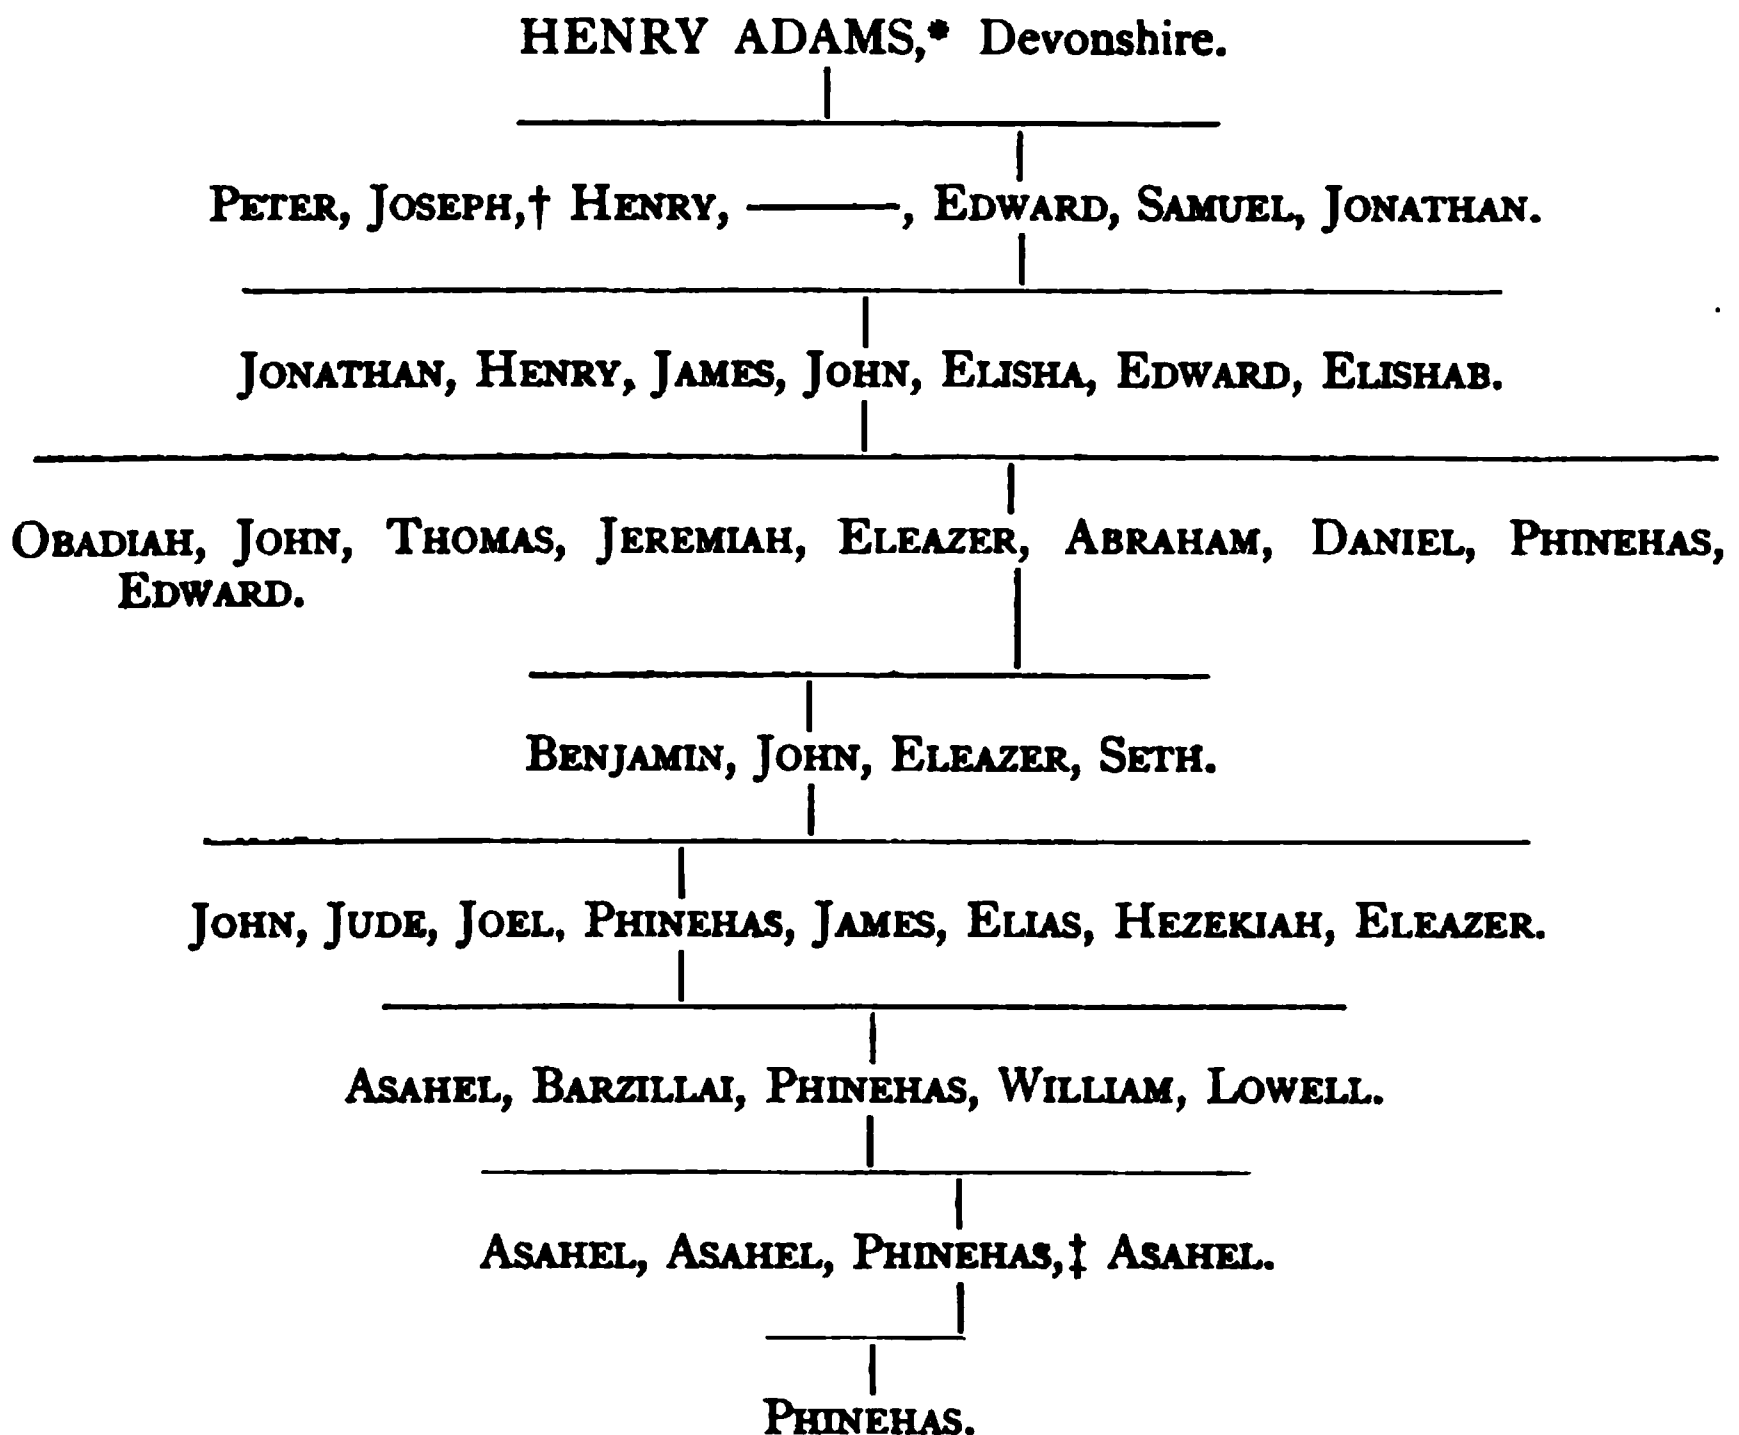 HENRY ADAMS,* Devonshire.
PETER, JOSEPH,† HENRY, ———, EDWARD, SAMUEL, JONATHAN.
JONATHAN, HENRY, JAMES, JOHN, ELISHA, EDWARD, ELISHAB.
OBADIAH, JOHN, THOMAS, JEREMIAH, ELEAZER, ABRAHAM, DANIEL, PHINEHAS,
EDWARD.
BENJAMIN, JOHN, ELEAZER, SETH.
JOHN, JUDE, JOEL, PHINEHAS, JAMES, ELIAS, HEZEKIAH, ELEAZER.
ASAHEL, BARZILLAI, PHINEHAS, WILLIAM, LOWELL.
ASAHEL, ASAHEL, PHINEHAS,‡ ASAHEL.
PHINEHAS.